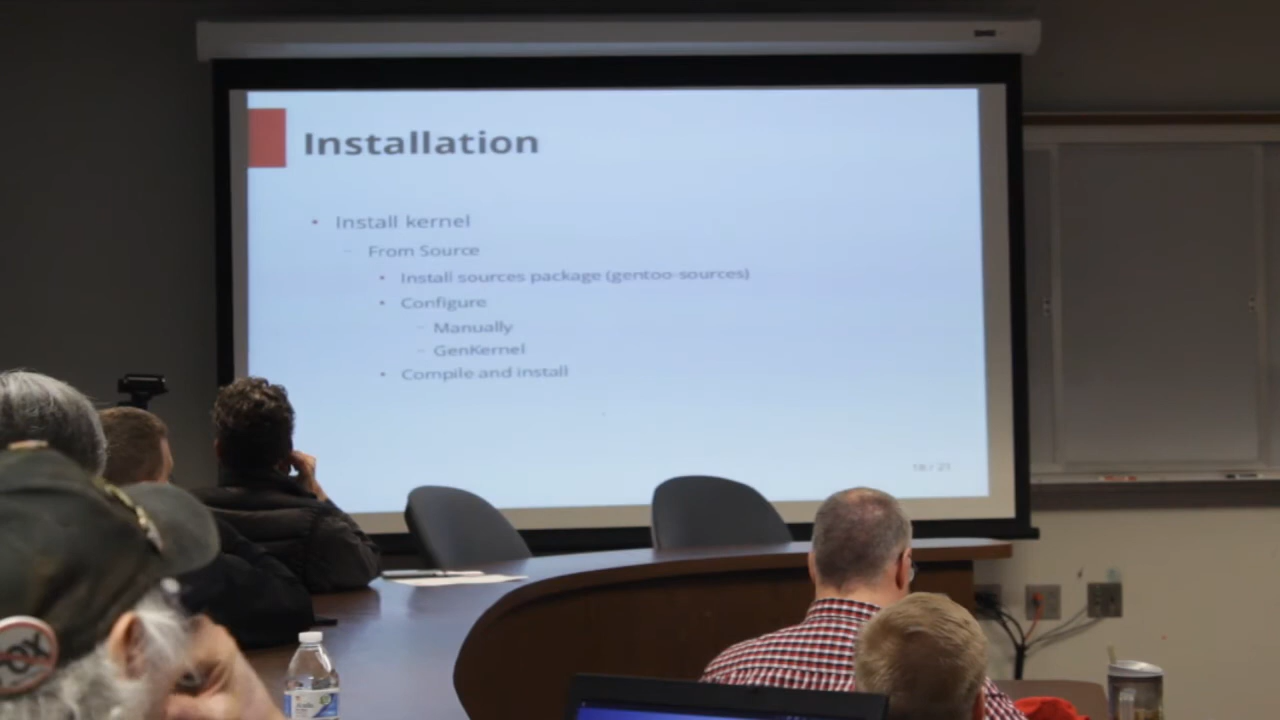 Installation
• Install kernel
– From Source
• Install sources package (gentoo-sources)
• Configure
– Manually
– GenKernel
• Compile and install